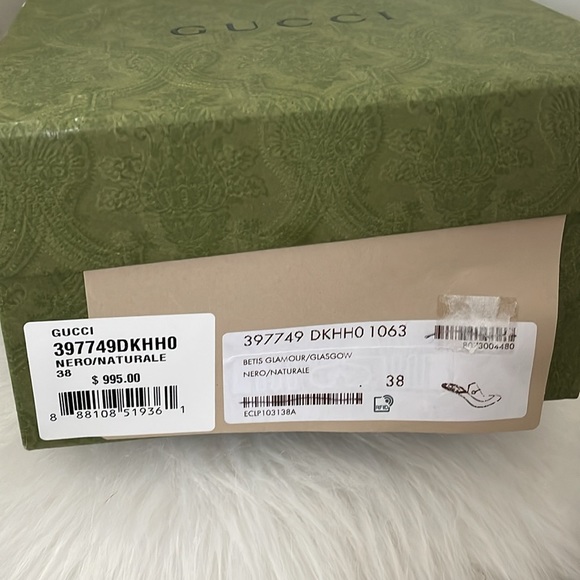 GUCCI
GUCCI
397749DKHH0
NERO/NATURALE
38
$ 995.00
8 88108 51936 1
397749 DKHH0 1063
BETIS GLAMOUR/GLASGOW
NERO/NATURALE
38
ECLP103138A
RFID